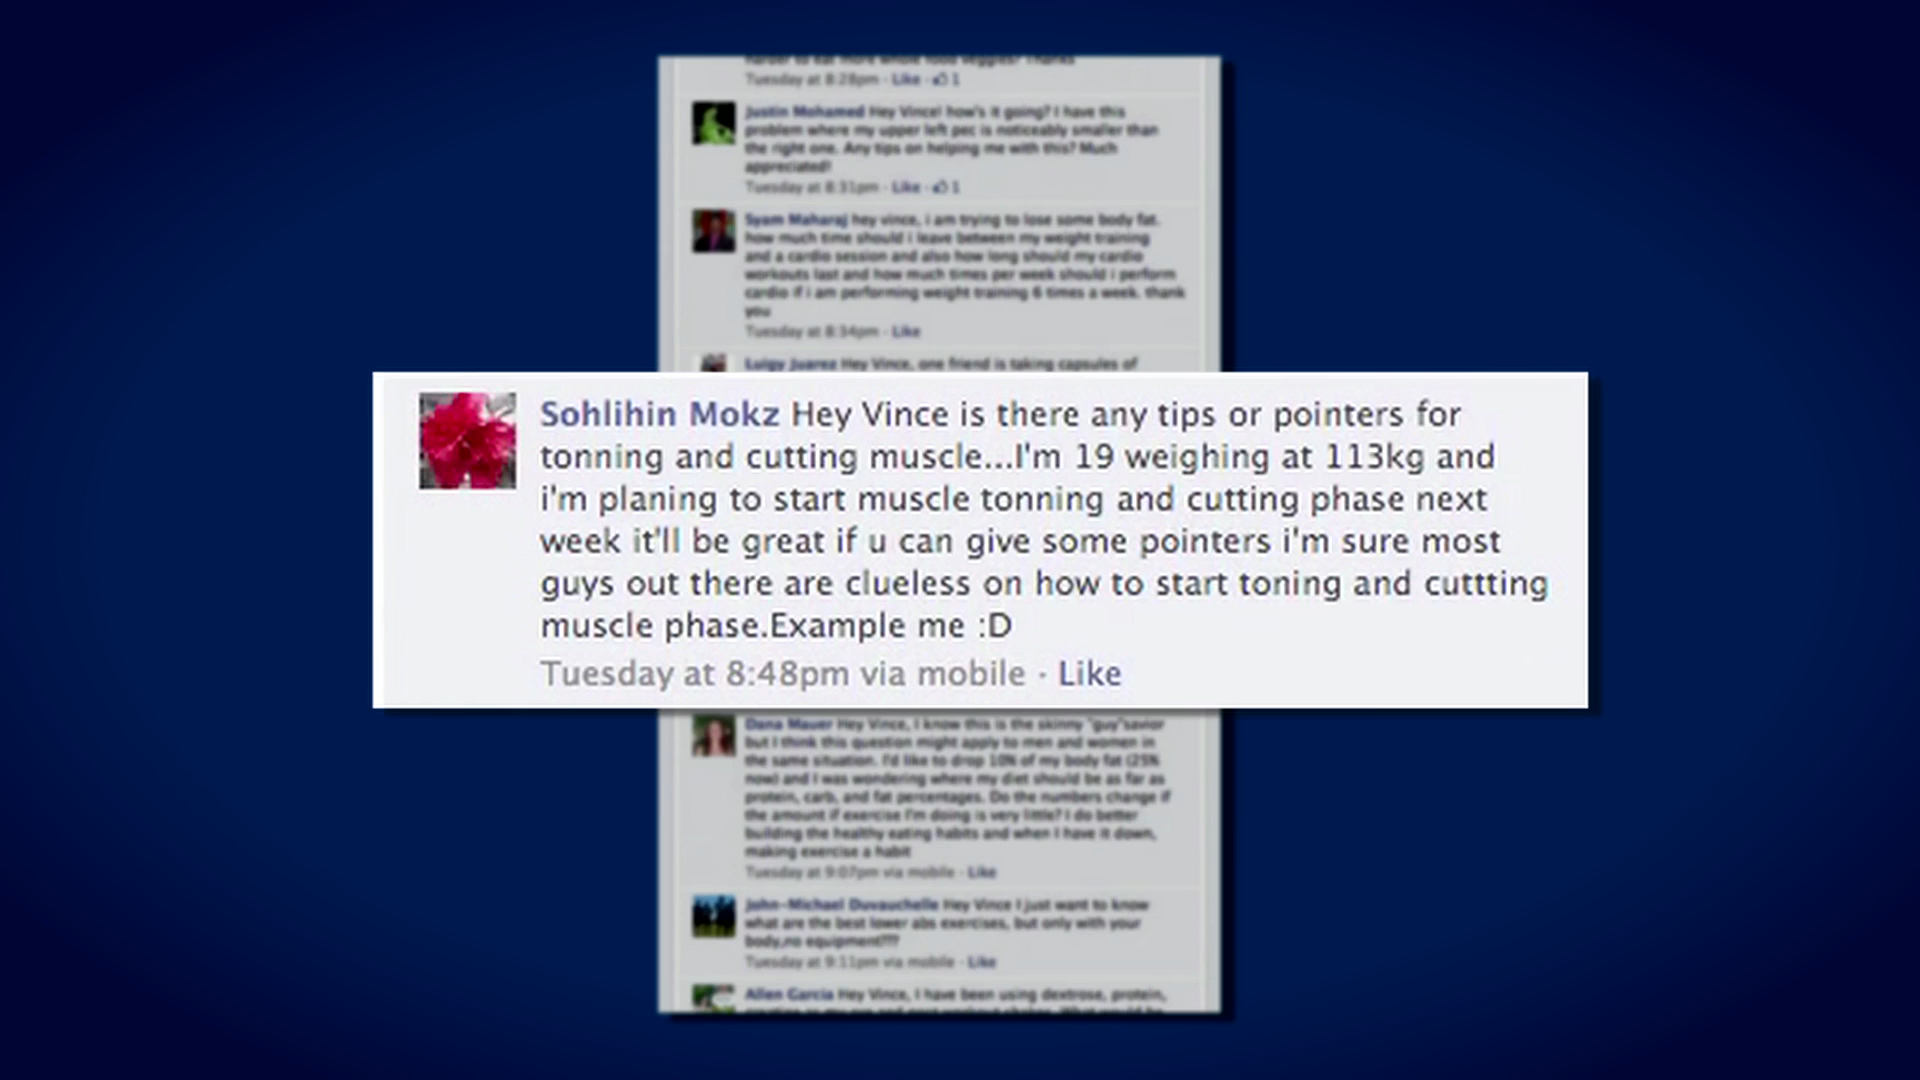 Tuesday at 8:28pm · Like · 1
Justin Mohamed Hey Vince! how's it going? I have this
problem where my upper left pec is noticeably smaller than
the right one. Any tips on helping me with this? Much
appreciated!
Tuesday at 8:31pm · Like · 1
Syam Maharaj hey vince, i am trying to lose some body fat.
how much time should i leave between my weight training
and a cardio session and also how long should my cardio
workouts last and how much times per week should i perform
cardio if i am performing weight training 6 times a week. thank
you
Tuesday at 8:34pm · Like
Luigy Juarez Hey Vince, one friend is taking capsules of
Sohlihin Mokz Hey Vince is there any tips or pointers for
tonning and cutting muscle...I'm 19 weighing at 113kg and
i'm planing to start muscle tonning and cutting phase next
week it'll be great if u can give some pointers i'm sure most
guys out there are clueless on how to start toning and cuttting
muscle phase.Example me :D
Tuesday at 8:48pm via mobile · Like
Dana Mauer Hey Vince, I know this is the skinny "guy"savior
but I think this question might apply to men and women in
the same situation. I'd like to drop 10% of my body fat (25%
now) and I was wondering where my diet should be as far as
protein, carb, and fat percentages. Do the numbers change if
the amount if exercise I'm doing is very little? I do better
building the healthy eating habits and when I have it down,
making exercise a habit
Tuesday at 9:07pm via mobile · Like
John-Michael Duvauchelle Hey Vince I just want to know
what are the best lower abs exercises, but only with your
body,no equipment???
Tuesday at 9:11pm via mobile · Like
Allen Garcia Hey Vince, I have been using dextrose, protein,